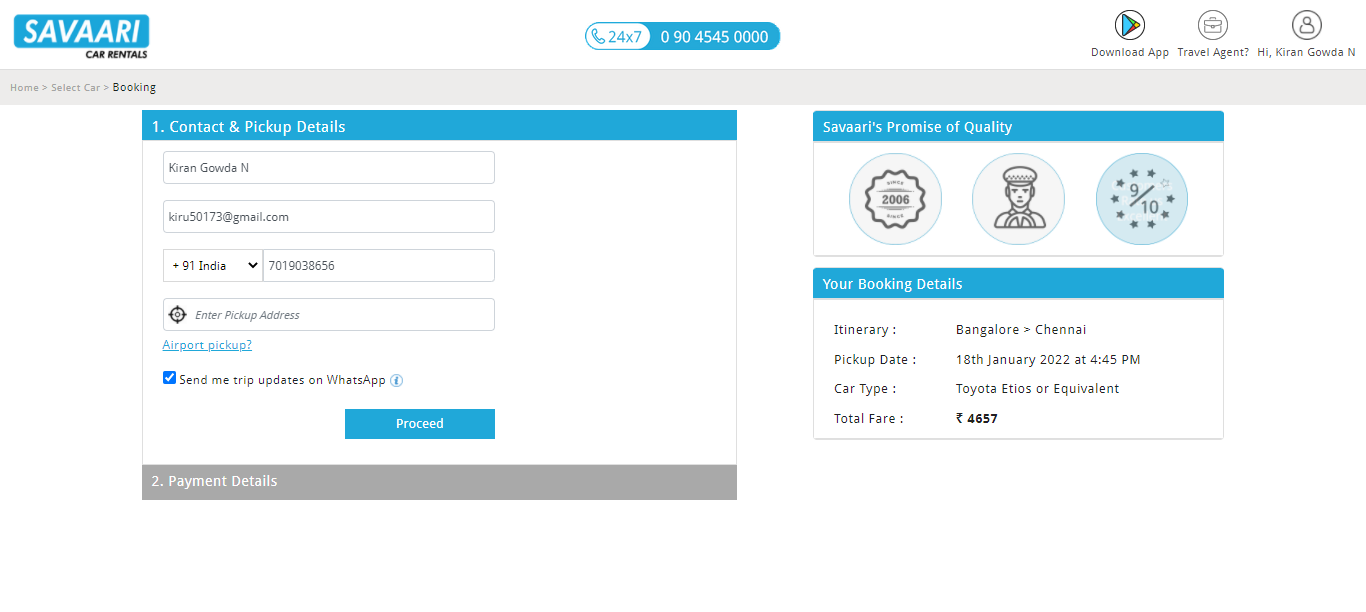 SAVAARI
CAR RENTALS
24x7 0 90 4545 0000
Download App
Travel Agent?
Hi, Kiran Gowda N
Home > Select Car > Booking
1. Contact & Pickup Details
Kiran Gowda N
kiru50173@gmail.com
+ 91 India 7019038656
Enter Pickup Address
Airport pickup?
Send me trip updates on WhatsApp i
Proceed
2. Payment Details
Savaari's Promise of Quality
SINCE
2006
SINCE
9/10
Your Booking Details
Itinerary : Bangalore > Chennai
Pickup Date : 18th January 2022 at 4:45 PM
Car Type : Toyota Etios or Equivalent
Total Fare : ₹ 4657